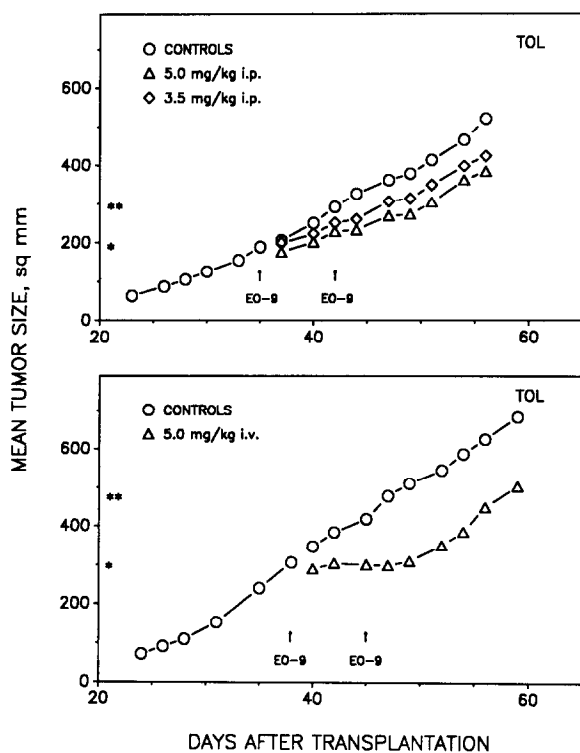 TOL
CONTROLS
5.0 mg/kg i.p.
3.5 mg/kg i.p.
600
400
**
200
*
EO-9 EO-9
0
20 40 60
MEAN TUMOR SIZE, sq mm
TOL
CONTROLS
5.0 mg/kg i.v.
600
**
400
*
200
EO-9 EO-9
0
20 40 60
DAYS AFTER TRANSPLANTATION